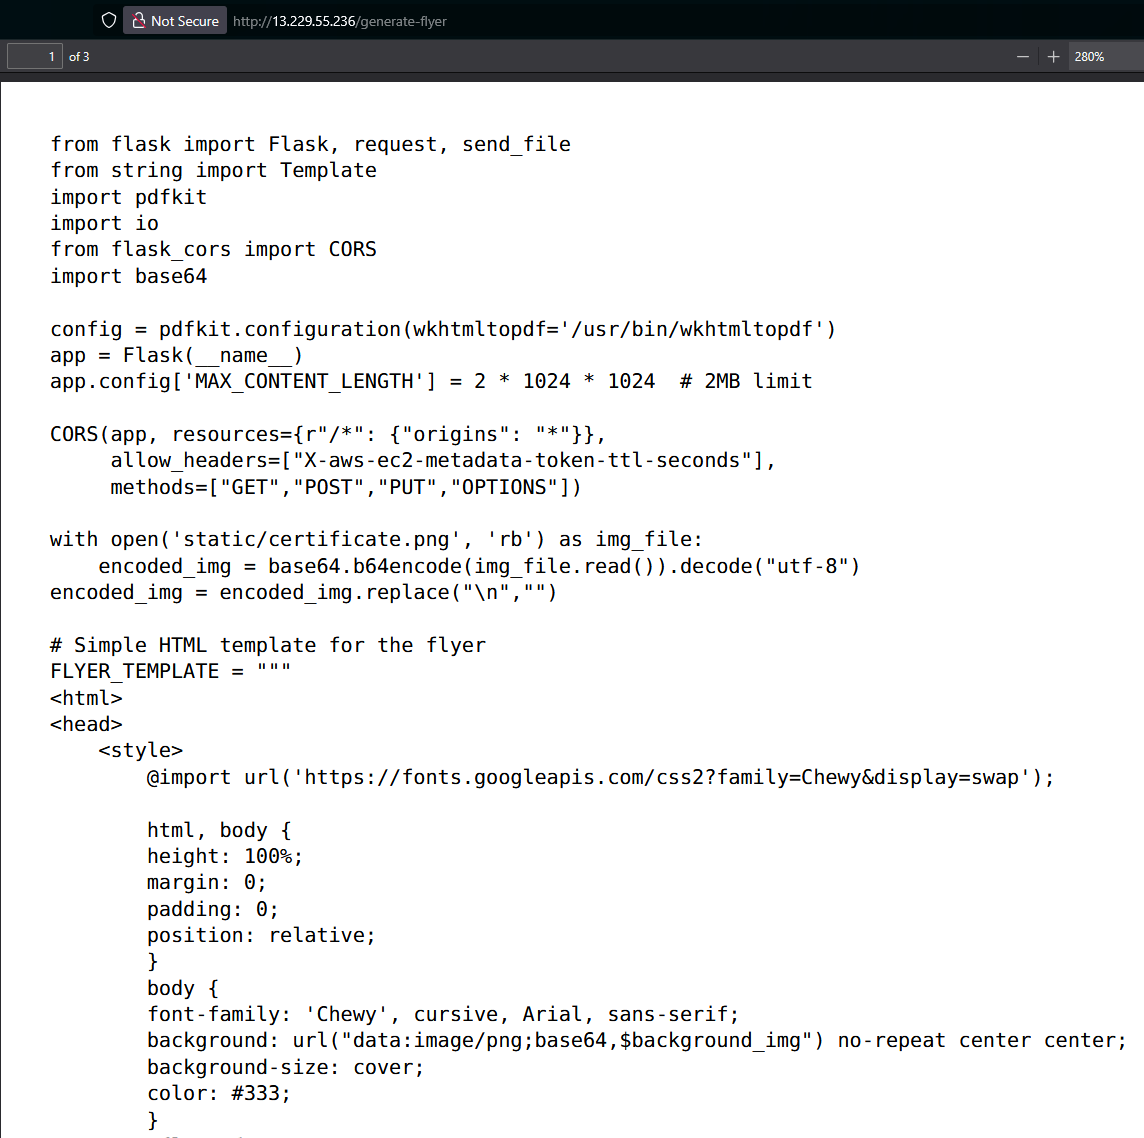 Not Secure http://13.229.55.236/generate-flyer
1 of 3 280%
from flask import Flask, request, send_file
from string import Template
import pdfkit
import io
from flask_cors import CORS
import base64
config = pdfkit.configuration(wkhtmltopdf='/usr/bin/wkhtmltopdf')
app = Flask(__name__)
app.config['MAX_CONTENT_LENGTH'] = 2 * 1024 * 1024  # 2MB limit
CORS(app, resources={r"/*": {"origins": "*"}},
     allow_headers=["X-aws-ec2-metadata-token-ttl-seconds"],
     methods=["GET","POST","PUT","OPTIONS"])
with open('static/certificate.png', 'rb') as img_file:
    encoded_img = base64.b64encode(img_file.read()).decode("utf-8")
encoded_img = encoded_img.replace("\n","")
# Simple HTML template for the flyer
FLYER_TEMPLATE = """
<html>
<head>
    <style>
        @import url('https://fonts.googleapis.com/css2?family=Chewy&display=swap');
        html, body {
        height: 100%;
        margin: 0;
        padding: 0;
        position: relative;
        }
        body {
        font-family: 'Chewy', cursive, Arial, sans-serif;
        background: url("data:image/png;base64,$background_img") no-repeat center center;
        background-size: cover;
        color: #333;
        }